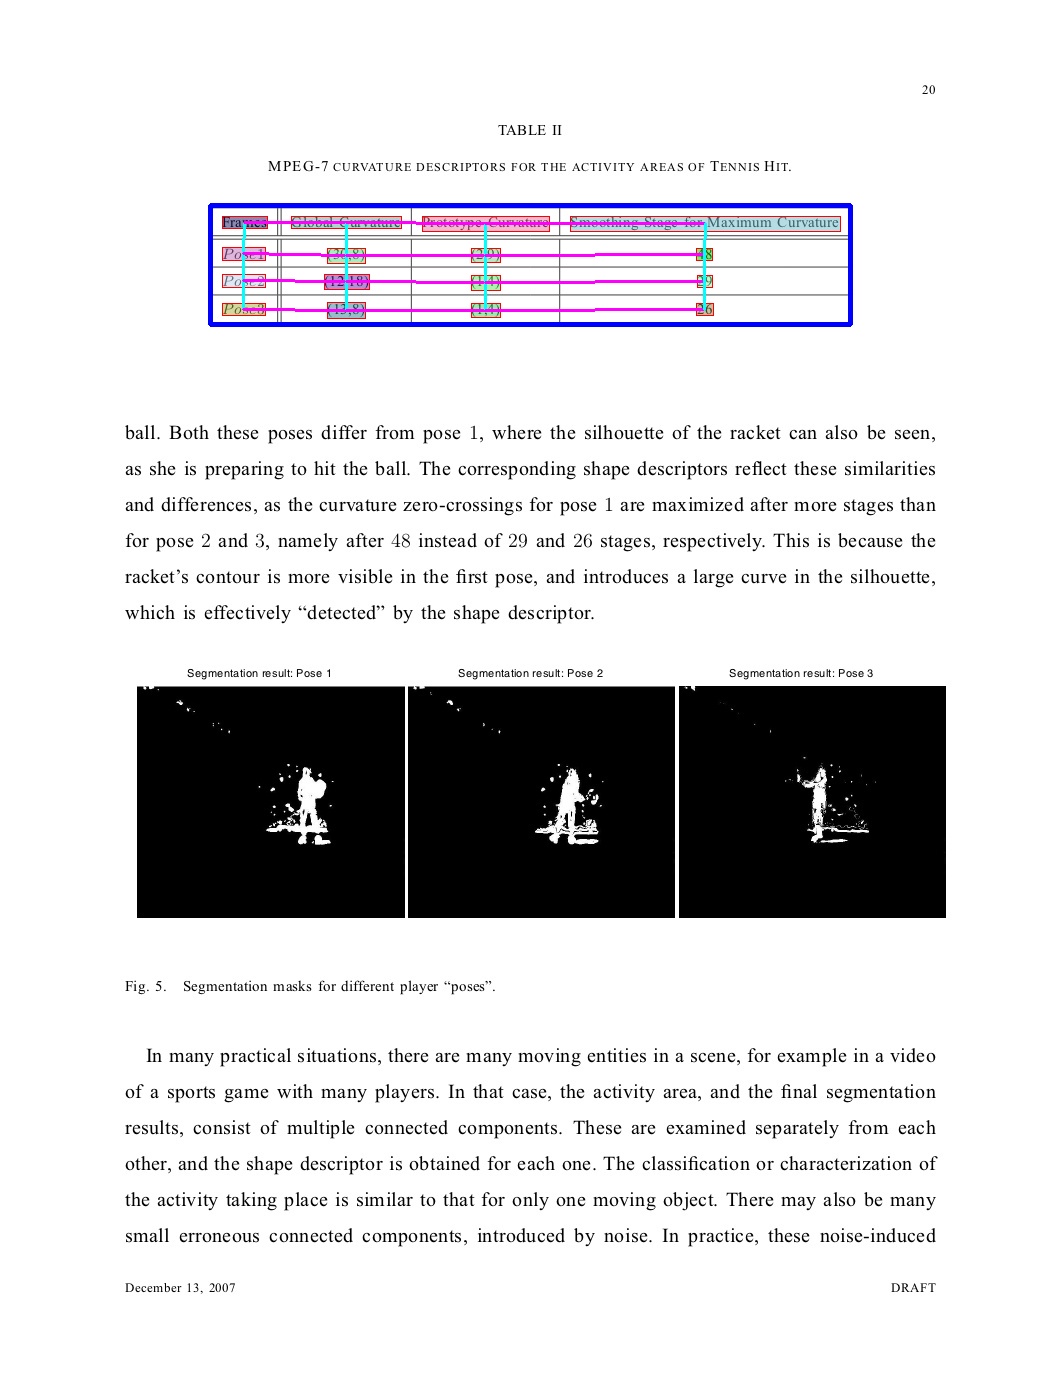 20
TABLE II
MPEG-7 CURVATURE DESCRIPTORS FOR THE ACTIVITY AREAS OF TENNIS HIT.
Frames Global Curvature Prototype Curvature Smoothing Stage for Maximum Curvature
Pose1 (30,8) (2,9) 48
Pose2 (12,18) 29
Pose3 (13,8) (1,4) 26
ball. Both these poses differ from pose 1, where the silhouette of the racket can also be seen,
as she is preparing to hit the ball. The corresponding shape descriptors reflect these similarities
and differences, as the curvature zero-crossings for pose 1 are maximized after more stages than
for pose 2 and 3, namely after 48 instead of 29 and 26 stages, respectively. This is because the
racket's contour is more visible in the first pose, and introduces a large curve in the silhouette,
which is effectively “detected” by the shape descriptor.
Segmentation result: Pose 1 Segmentation result: Pose 2 Segmentation result: Pose 3
Fig. 5. Segmentation masks for different player “poses”.
In many practical situations, there are many moving entities in a scene, for example in a video
of a sports game with many players. In that case, the activity area, and the final segmentation
results, consist of multiple connected components. These are examined separately from each
other, and the shape descriptor is obtained for each one. The classification or characterization of
the activity taking place is similar to that for only one moving object. There may also be many
small erroneous connected components, introduced by noise. In practice, these noise-induced
December 13, 2007 DRAFT